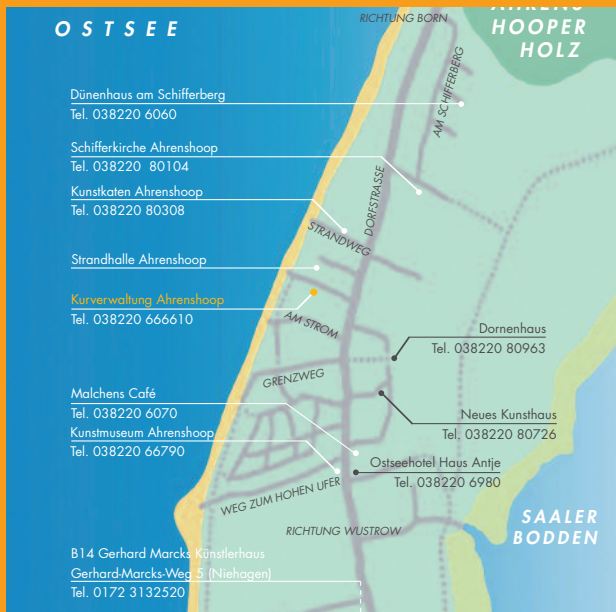 OSTSEE
RICHTUNG BORN
AHRENS
HOOPER
HOLZ
AM SCHIFFERBERG
Dünenhaus am Schifferberg
Tel. 038220 6060
Schifferkirche Ahrenshoop
Tel. 038220 80104
DORFSTRASSE
Kunstkaten Ahrenshoop
Tel. 038220 80308
STRANDWEG
Strandhalle Ahrenshoop
Kurverwaltung Ahrenshoop
Tel. 038220 666610
AM STROM
Dornenhaus
Tel. 038220 80963
GRENZWEG
Malchens Café
Tel. 038220 6070
Neues Kunsthaus
Tel. 038220 80726
Kunstmuseum Ahrenshoop
Tel. 038220 66790
Ostseehotel Haus Antje
Tel. 038220 6980
WEG ZUM HOHEN UFER
SAALER
BODDEN
RICHTUNG WUSTROW
B14 Gerhard Marcks Künstlerhaus
Gerhard-Marcks-Weg 5 (Niehagen)
Tel. 0172 3132520